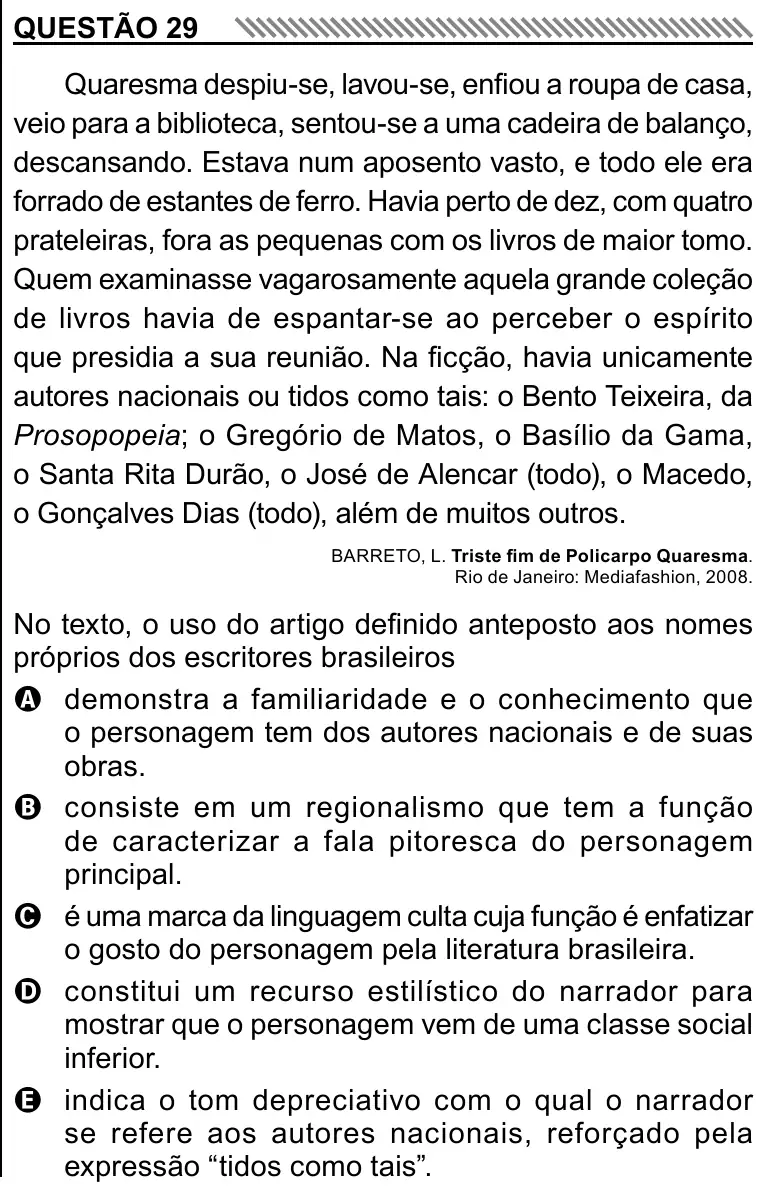 QUESTÃO 29
Quaresma despiu-se, lavou-se, enfiou a roupa de casa,
veio para a biblioteca, sentou-se a uma cadeira de balanço,
descansando. Estava num aposento vasto, e todo ele era
forrado de estantes de ferro. Havia perto de dez, com quatro
prateleiras, fora as pequenas com os livros de maior tomo.
Quem examinasse vagarosamente aquela grande coleção
de livros havia de espantar-se ao perceber o espírito
que presidia a sua reunião. Na ficção, havia unicamente
autores nacionais ou tidos como tais: o Bento Teixeira, da
Prosopopeia; o Gregório de Matos, o Basílio da Gama,
o Santa Rita Durão, o José de Alencar (todo), o Macedo,
o Gonçalves Dias (todo), além de muitos outros.
BARRETO, L. Triste fim de Policarpo Quaresma.
Rio de Janeiro: Mediafashion, 2008.
No texto, o uso do artigo definido anteposto aos nomes
próprios dos escritores brasileiros
A demonstra a familiaridade e o conhecimento que
o personagem tem dos autores nacionais e de suas
obras.
B consiste em um regionalismo que tem a função
de caracterizar a fala pitoresca do personagem
principal.
C é uma marca da linguagem culta cuja função é enfatizar
o gosto do personagem pela literatura brasileira.
D constitui um recurso estilístico do narrador para
mostrar que o personagem vem de uma classe social
inferior.
E indica o tom depreciativo com o qual o narrador
se refere aos autores nacionais, reforçado pela
expressão “tidos como tais”.